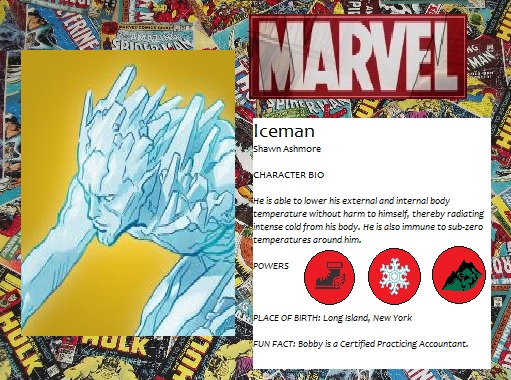 MARVEL
Iceman
Shawn Ashmore
CHARACTER BIO
He is able to lower his external and internal body
temperature without harm to himself, thereby radiating
intense cold from his body. He is also immune to sub-zero
temperatures around him.
POWERS
PLACE OF BIRTH: Long Island, New York
FUN FACT: Bobby is a Certified Practicing Accountant.
HULK